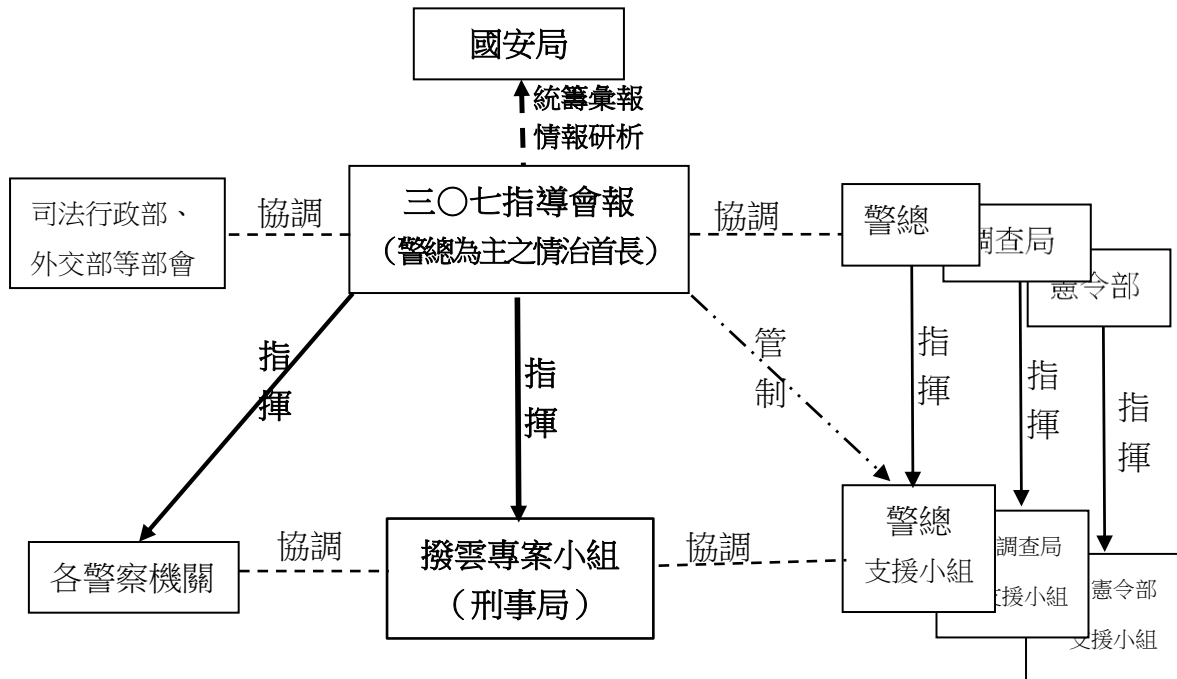 國安局
統籌彙報
情報研析
司法行政部、
外交部等部會
協調
三〇七指導會報
（警總為主之情治首長）
協調
警總
調查局
憲令部
指
揮
指
揮
管
制
指
揮
指
揮
指
揮
各警察機關
協調
撥雲專案小組
（刑事局）
協調
警總
支援小組
調查局
支援小組
憲令部
支援小組